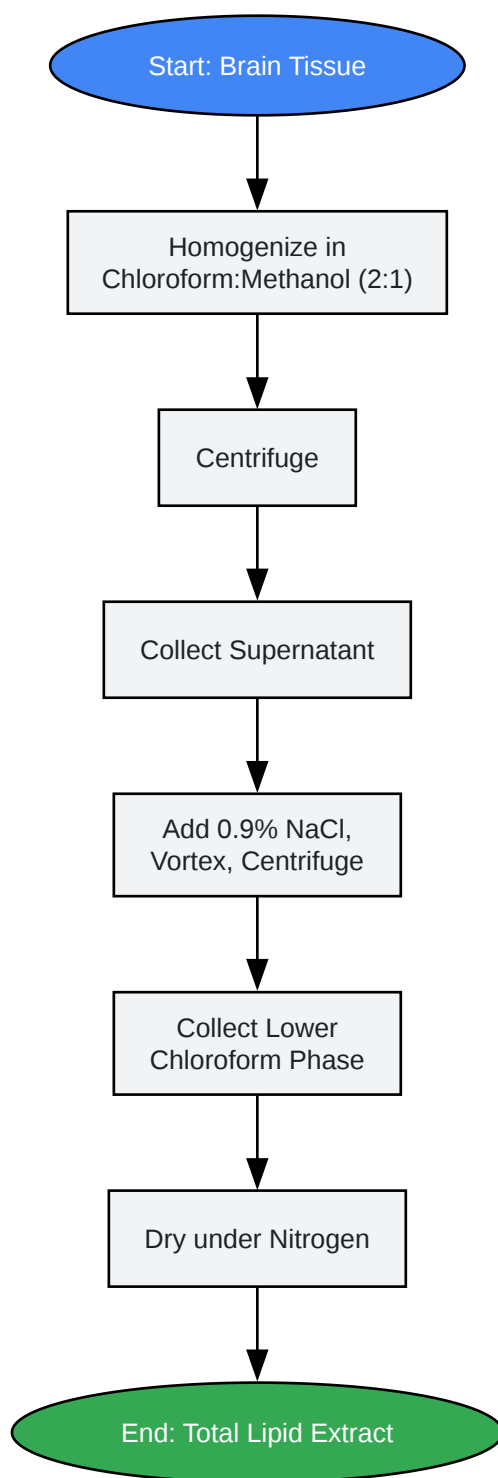 Start: Brain Tissue
Homogenize in
Chloroform:Methanol (2:1)
Centrifuge
Collect Supernatant
Add 0.9% NaCl,
Vortex, Centrifuge
Collect Lower
Chloroform Phase
Dry under Nitrogen
End: Total Lipid Extract